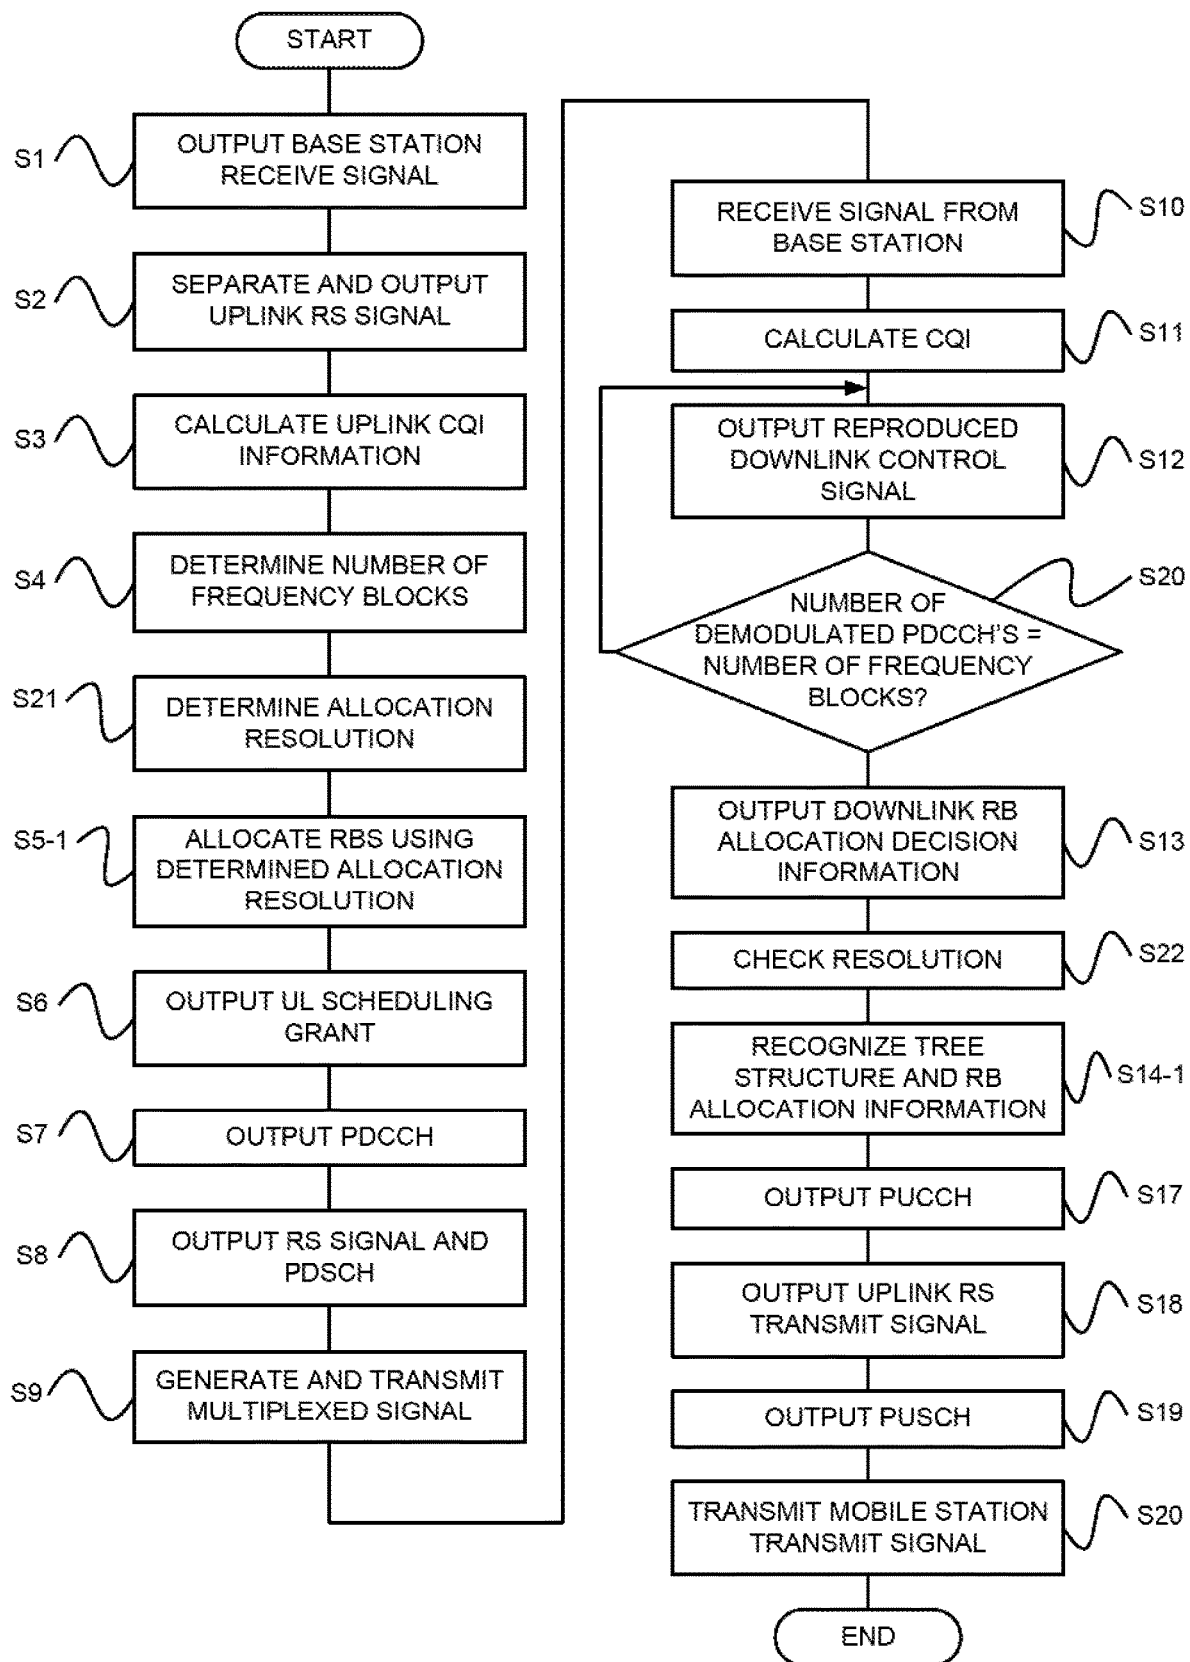 START
S1
OUTPUT BASE STATION
RECEIVE SIGNAL
S2
SEPARATE AND OUTPUT
UPLINK RS SIGNAL
S3
CALCULATE UPLINK CQI
INFORMATION
S4
DETERMINE NUMBER OF
FREQUENCY BLOCKS
S21
DETERMINE ALLOCATION
RESOLUTION
S5-1
ALLOCATE RBS USING
DETERMINED ALLOCATION
RESOLUTION
S6
OUTPUT UL SCHEDULING
GRANT
S7
OUTPUT PDCCH
S8
OUTPUT RS SIGNAL AND
PDSCH
S9
GENERATE AND TRANSMIT
MULTIPLEXED SIGNAL
RECEIVE SIGNAL FROM
BASE STATION
S10
CALCULATE CQI
S11
OUTPUT REPRODUCED
DOWNLINK CONTROL
SIGNAL
S12
NUMBER OF
DEMODULATED PDCCH'S =
NUMBER OF FREQUENCY
BLOCKS?
S20
OUTPUT DOWNLINK RB
ALLOCATION DECISION
INFORMATION
S13
CHECK RESOLUTION
S22
RECOGNIZE TREE
STRUCTURE AND RB
ALLOCATION INFORMATION
S14-1
OUTPUT PUCCH
S17
OUTPUT UPLINK RS
TRANSMIT SIGNAL
S18
OUTPUT PUSCH
S19
TRANSMIT MOBILE STATION
TRANSMIT SIGNAL
S20
END